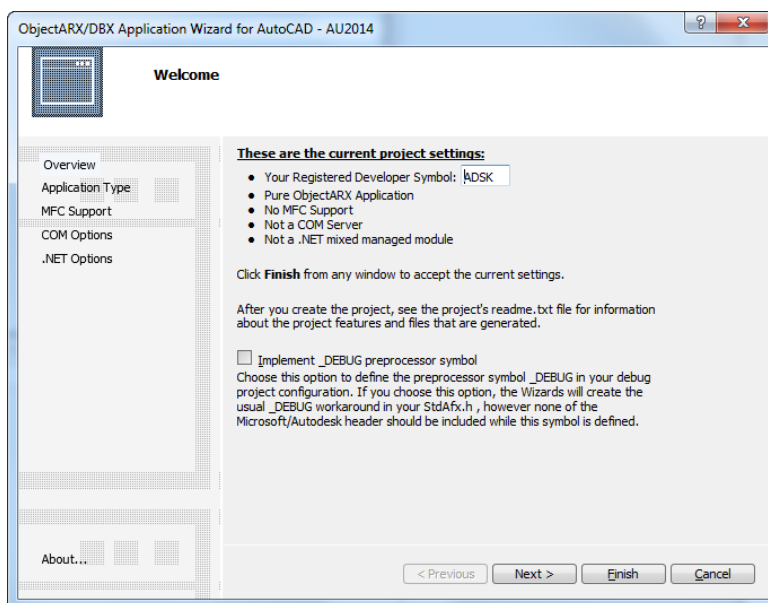 ObjectARX/DBX Application Wizard for AutoCAD - AU2014
Welcome
Overview
Application Type
MFC Support
COM Options
.NET Options
About...
These are the current project settings:
• Your Registered Developer Symbol: ADSK
• Pure ObjectARX Application
• No MFC Support
• Not a COM Server
• Not a .NET mixed managed module
Click Finish from any window to accept the current settings.
After you create the project, see the project's readme.txt file for information
about the project features and files that are generated.
Implement _DEBUG preprocessor symbol
Choose this option to define the preprocessor symbol _DEBUG in your debug
project configuration. If you choose this option, the Wizards will create the
usual _DEBUG workaround in your StdAfx.h , however none of the
Microsoft/Autodesk header should be included while this symbol is defined.
< Previous Next > Finish Cancel